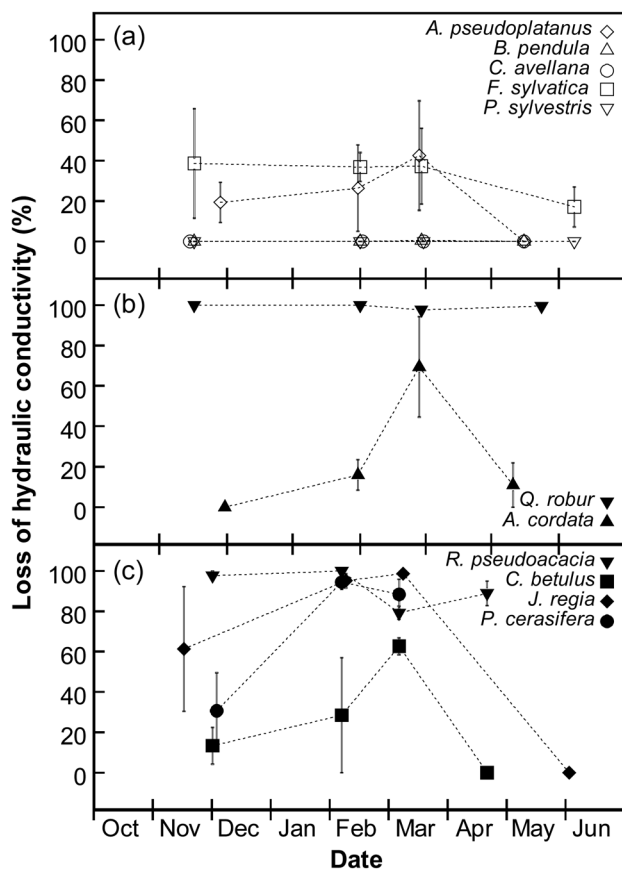 Loss of hydraulic conductivity (%)
(a)
A. pseudoplatanus
B. pendula
C. avellana
F. sylvatica
P. sylvestris
100
80
60
40
20
0
(b)
100
80
60
40
20
0
Q. robur
A. cordata
(c)
R. pseudoacacia
C. betulus
J. regia
P. cerasifera
100
80
60
40
20
0
Oct Nov Dec Jan Feb Mar Apr May Jun
Date